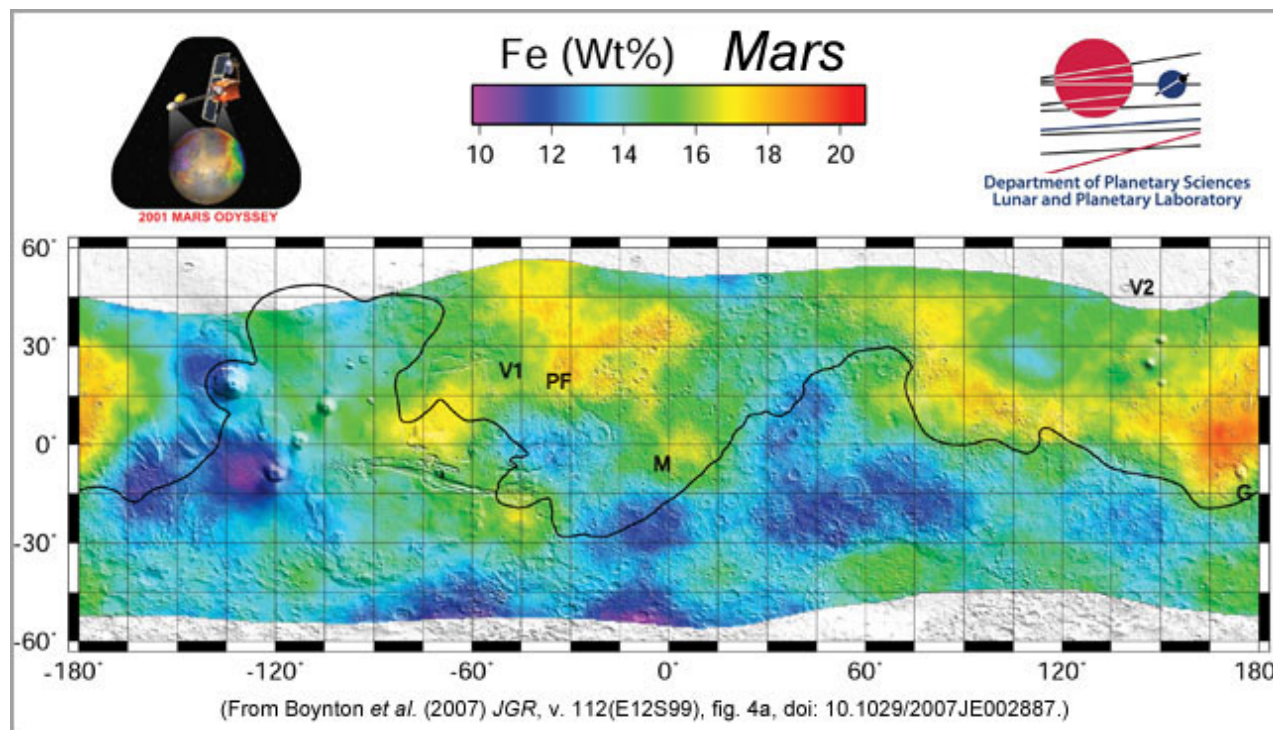 Fe (Wt%) Mars
10 12 14 16 18 20
2001 MARS ODYSSEY
Department of Planetary Sciences
Lunar and Planetary Laboratory
60°
V2
30°
V1
PF
0°
M
G
-30°
-60°
-180 -120° -60° 0° 60° 120° 180
(From Boynton et al. (2007) JGR, v. 112(E12S99), fig. 4a, doi: 10.1029/2007JE002887.)